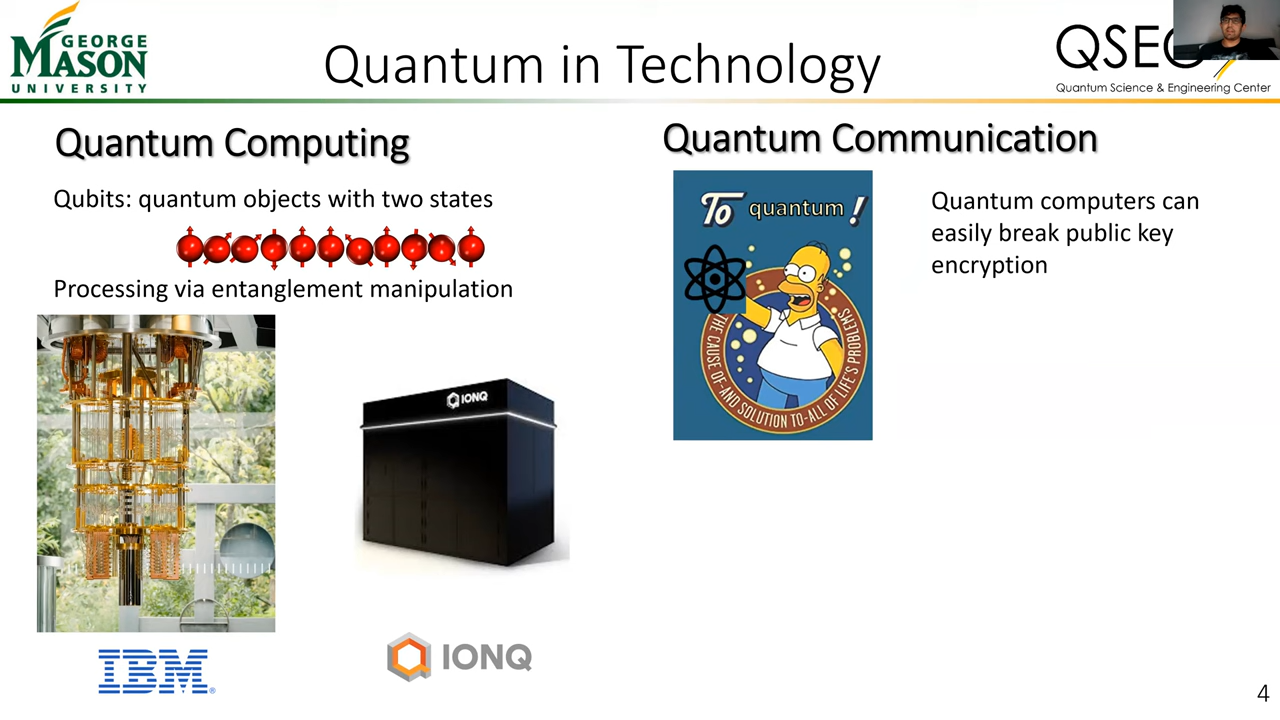 GEORGE
MASON
UNIVERSITY
Quantum in Technology
QSEC
Quantum Science & Engineering Center
Quantum Computing
Qubits: quantum objects with two states
Processing via entanglement manipulation
IONQ
IBM®
IONQ
Quantum Communication
To quantum!
THE CAUSE OF-AND SOLUTION TO-ALL OF LIFE'S PROBLEMS
Quantum computers can
easily break public key
encryption
4